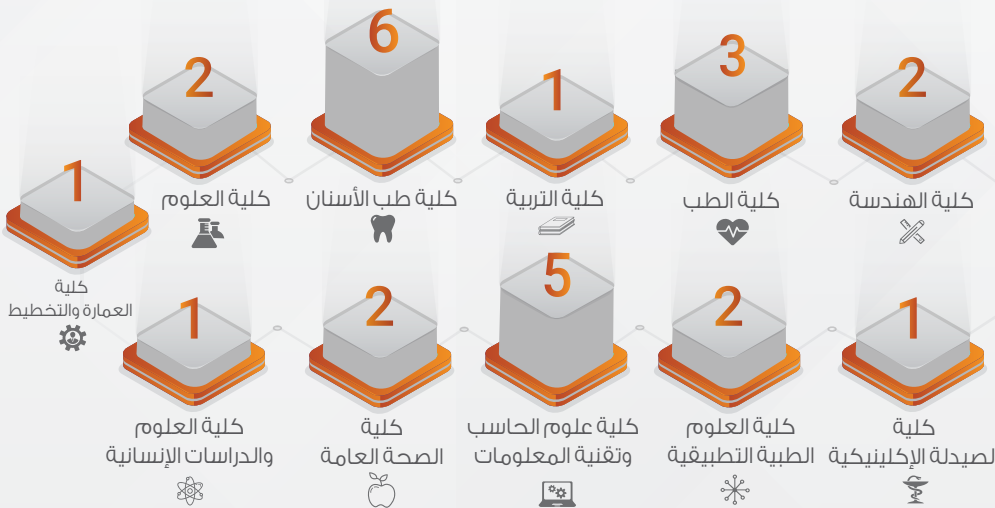 2
كلية الهندسة
3
كلية الطب
1
كلية التربية
6
كلية طب الأسنان
2
كلية العلوم
1
كلية
العمارة والتخطيط
1
كلية
لصيدلة الإكلينيكية
2
كلية العلوم
الطبية التطبيقية
5
كلية علوم الحاسب
وتقنية المعلومات
2
كلية
الصحة العامة
1
كلية العلوم
والدراسات الإنسانية